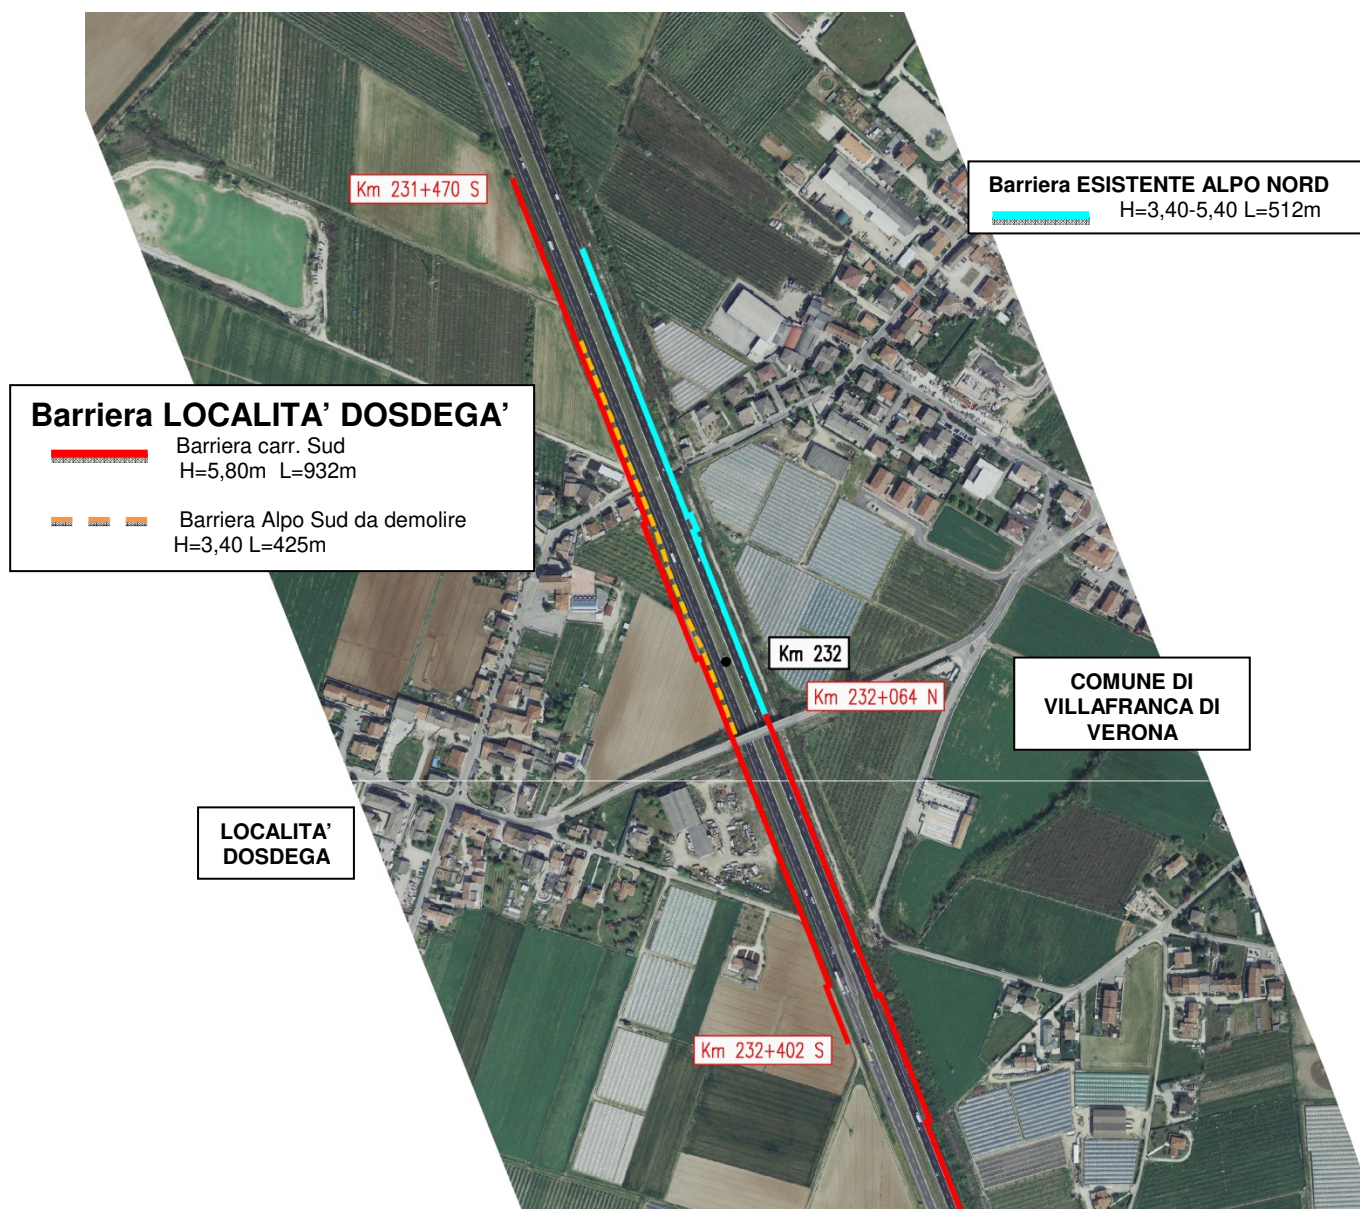 Km 231+470 S
Barriera ESISTENTE ALPO NORD
H=3,40-5,40 L=512m
Barriera LOCALITA’ DOSDEGA’
Barriera carr. Sud
H=5,80m L=932m
Barriera Alpo Sud da demolire
H=3,40 L=425m
Km 232
Km 232+064 N
COMUNE DI
VILLAFRANCA DI
VERONA
LOCALITA’
DOSDEGA
Km 232+402 S